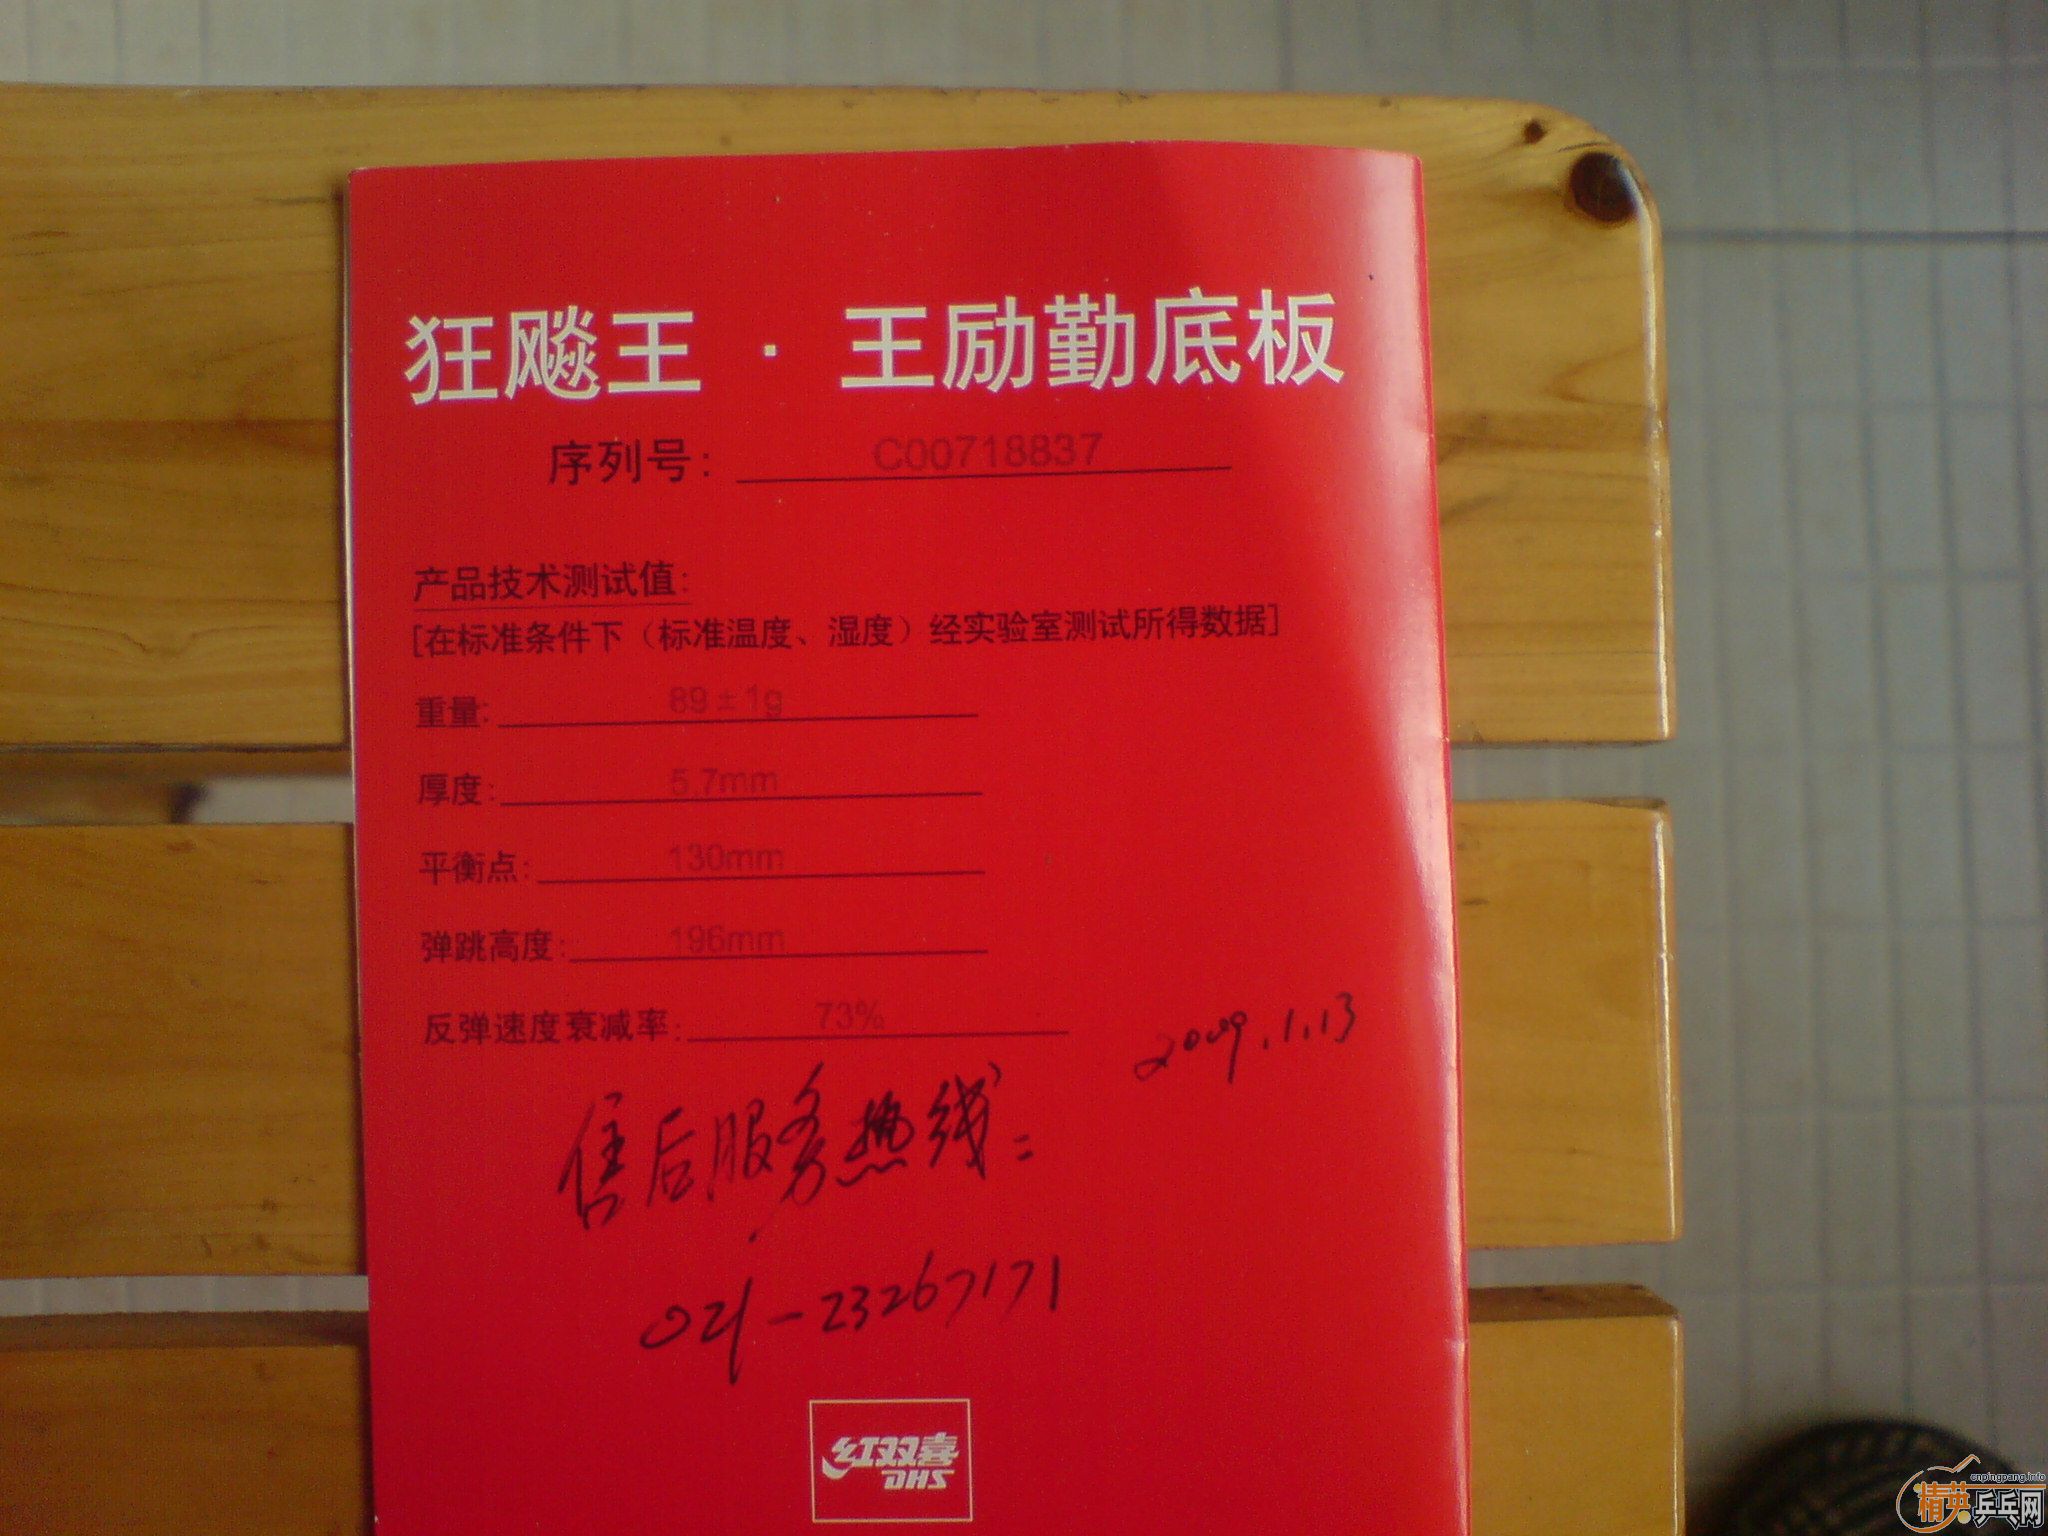 狂飚王 · 王励勤底板
序列号: C00718837
产品技术测试值:
[在标准条件下（标准温度、湿度）经实验室测试所得数据]
重量: 89±1g
厚度: 5.7mm
平衡点: 130mm
弹跳高度: 196mm
反弹速度衰减率: 73%
2009.1.13
售后服务热线:
021-23267171
红双喜
DHS
cnpingpang.info
精英乒乓网